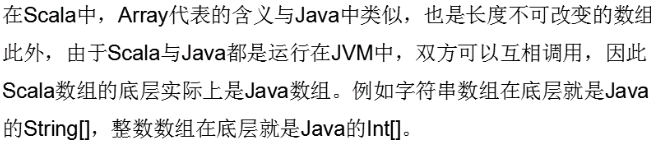 在Scala中，Array代表的含义与Java中类似，也是长度不可改变的数组
此外，由于Scala与Java都是运行在JVM中，双方可以互相调用，因此
Scala数组的底层实际上是Java数组。例如字符串数组在底层就是Java
的String[]，整数数组在底层就是Java的Int[]。